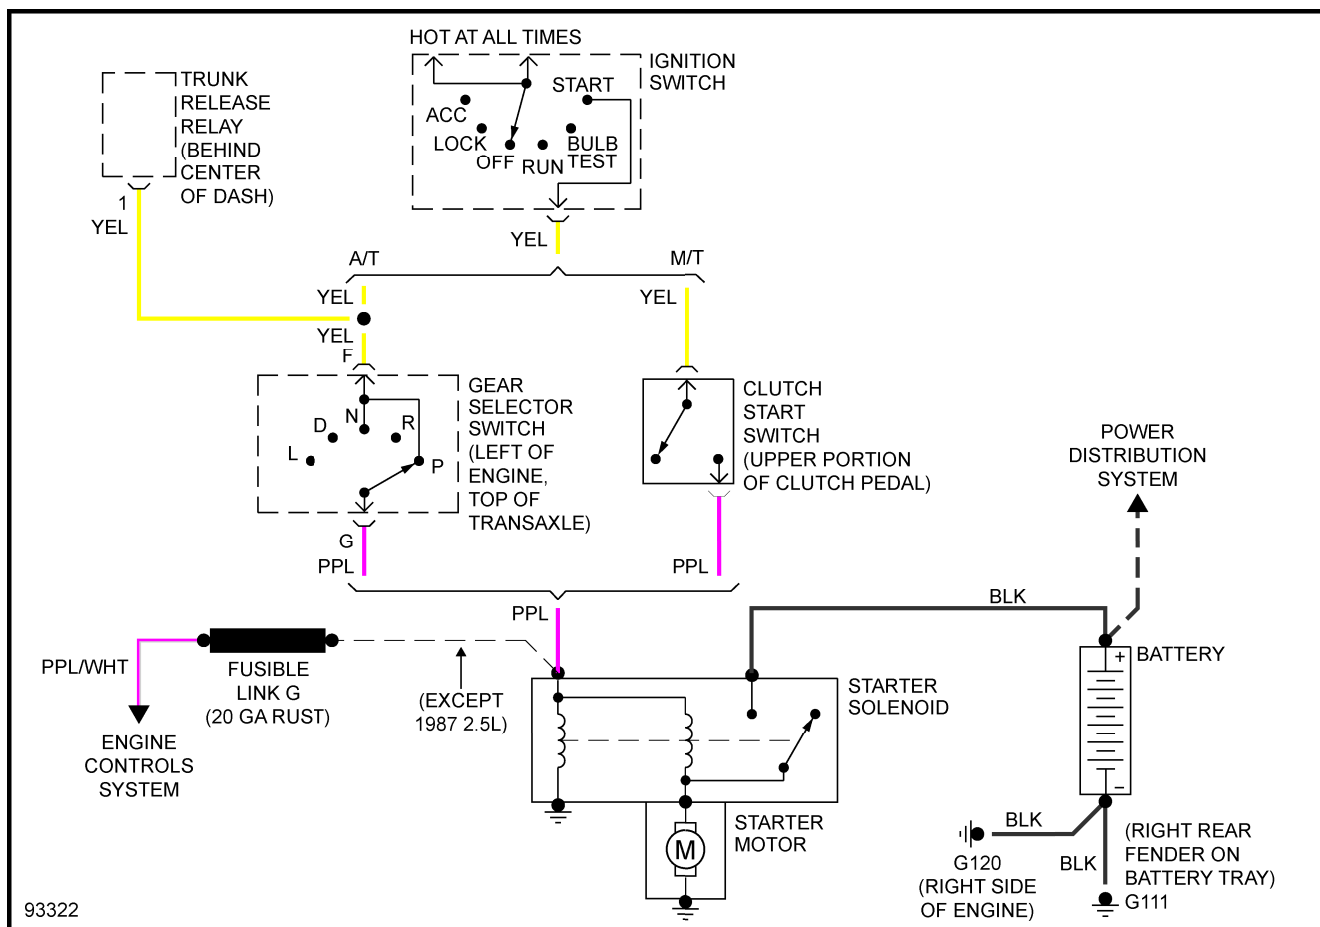 HOT AT ALL TIMES
IGNITION
SWITCH
START
ACC
LOCK
OFF
RUN
BULB
TEST
TRUNK
RELEASE
RELAY
(BEHIND
CENTER
OF DASH)
1
YEL
YEL
A/T
M/T
YEL
YEL
YEL
F
GEAR
SELECTOR
SWITCH
(LEFT OF
ENGINE,
TOP OF
TRANSAXLE)
N
D
R
L
P
G
PPL
CLUTCH
START
SWITCH
(UPPER PORTION
OF CLUTCH PEDAL)
PPL
POWER
DISTRIBUTION
SYSTEM
PPL
BLK
PPL/WHT
FUSIBLE
LINK G
(20 GA RUST)
(EXCEPT
1987 2.5L)
ENGINE
CONTROLS
SYSTEM
STARTER
SOLENOID
+
BATTERY
–
STARTER
MOTOR
M
BLK
G120
(RIGHT SIDE
OF ENGINE)
BLK
(RIGHT REAR
FENDER ON
BATTERY TRAY)
G111
93322